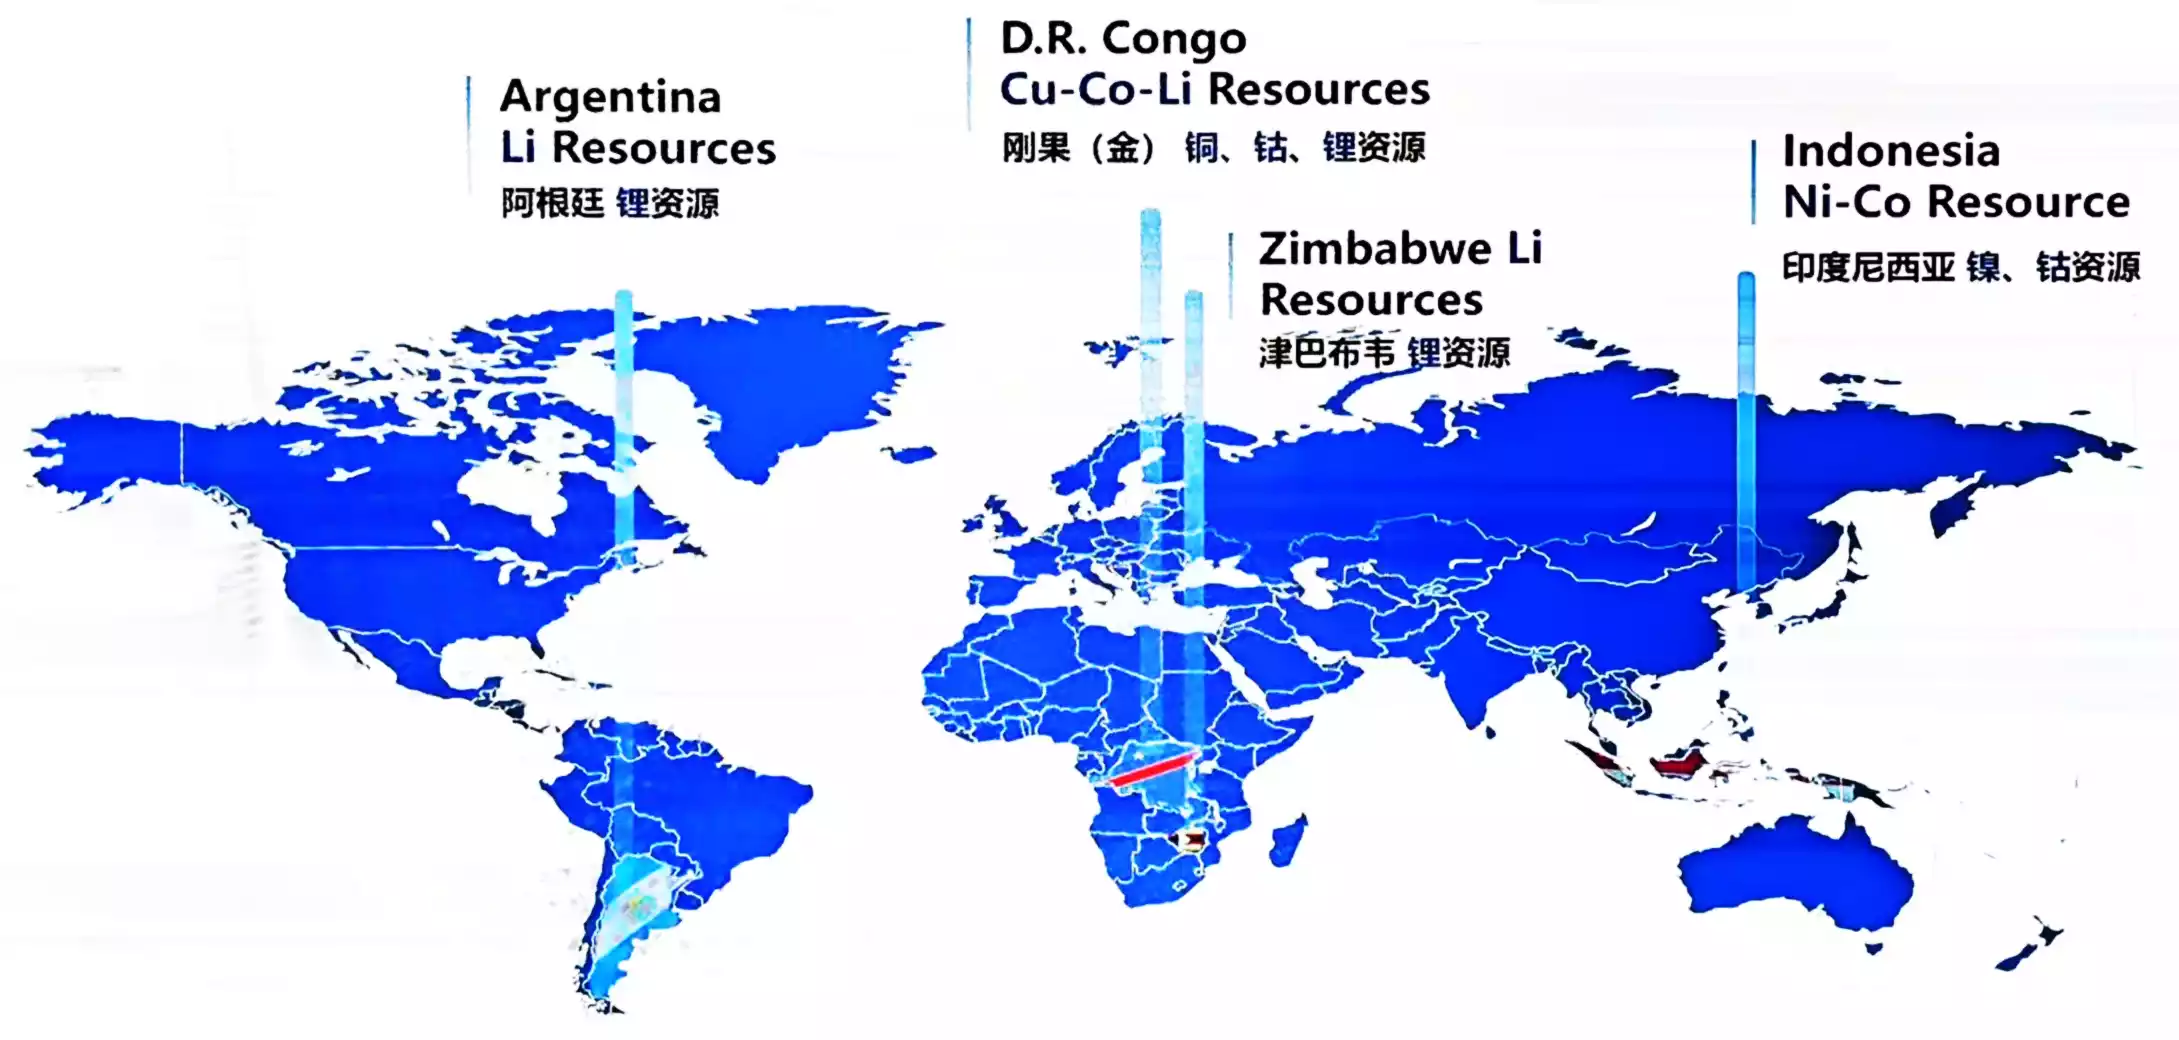 Argentina
Li Resources
阿根廷 锂资源
D.R. Congo
Cu-Co-Li Resources
刚果（金） 铜、钴、锂资源
Zimbabwe Li
Resources
津巴布韦 锂资源
Indonesia
Ni-Co Resource
印度尼西亚 镍、钴资源